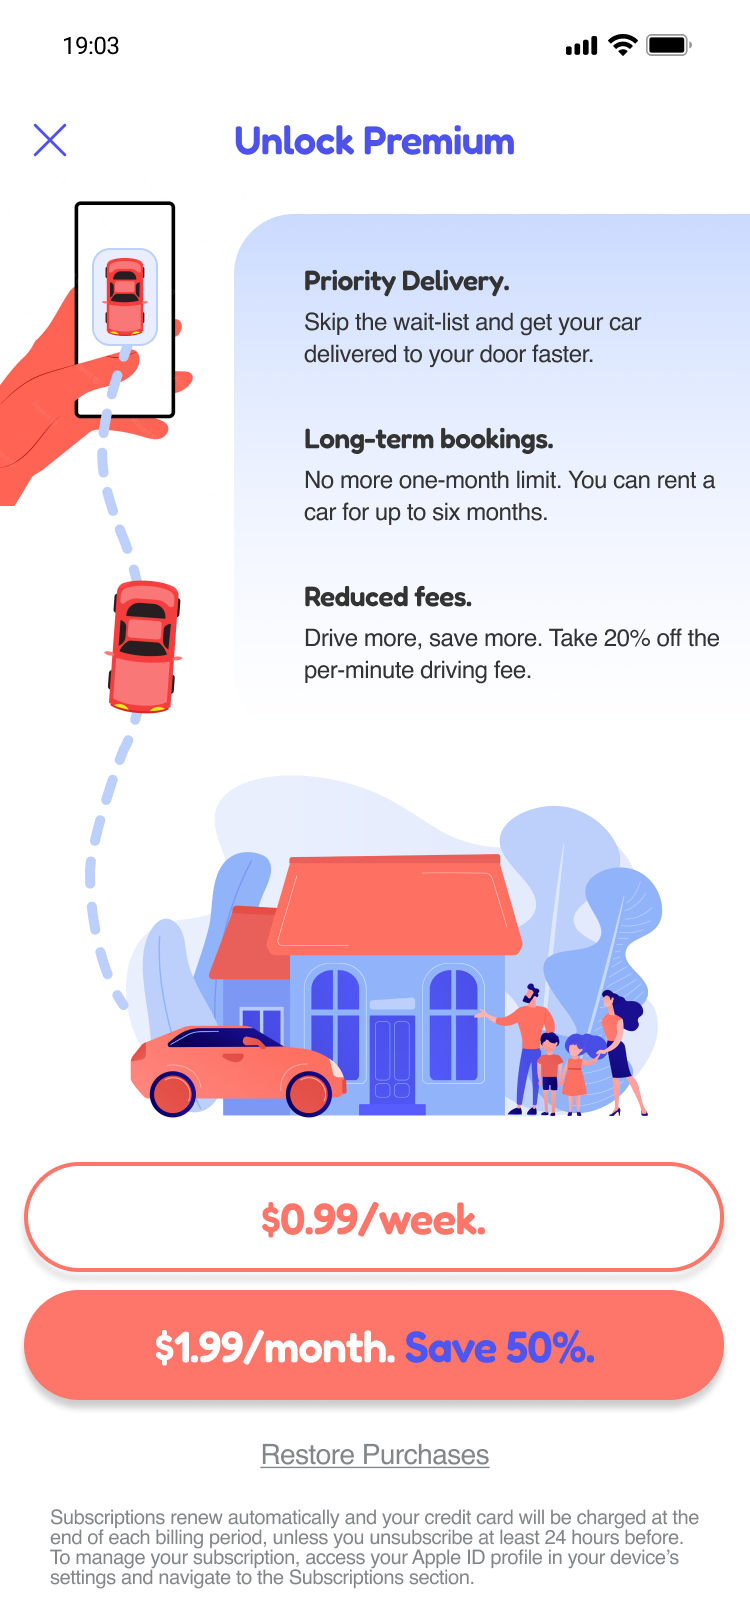 19:03
Unlock Premium
Priority Delivery.
Skip the wait-list and get your car
delivered to your door faster.
Long-term bookings.
No more one-month limit. You can rent a
car for up to six months.
Reduced fees.
Drive more, save more. Take 20% off the
per-minute driving fee.
$0.99/week.
$1.99/month. Save 50%.
Restore Purchases
Subscriptions renew automatically and your credit card will be charged at the
end of each billing period, unless you unsubscribe at least 24 hours before.
To manage your subscription, access your Apple ID profile in your device's
settings and navigate to the Subscriptions section.